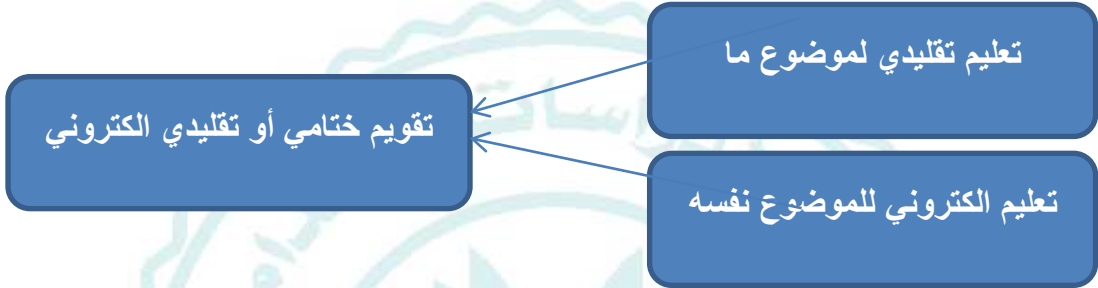 تعليم تقليدي لموضوع ما
تقويم ختامي أو تقليدي الكتروني
تعليم الكتروني للموضوع نفسه